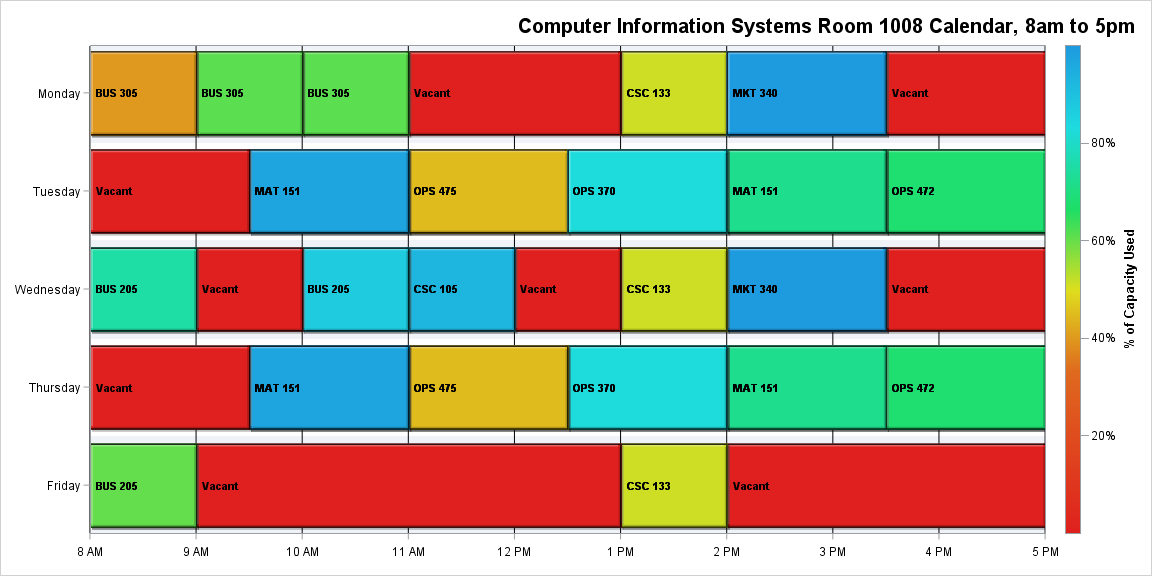 Computer Information Systems Room 1008 Calendar, 8am to 5pm
Monday
BUS 305
BUS 305
BUS 305
Vacant
CSC 133
MKT 340
Vacant
Tuesday
Vacant
MAT 151
OPS 475
OPS 370
MAT 151
OPS 472
Wednesday
BUS 205
Vacant
BUS 205
CSC 105
Vacant
CSC 133
MKT 340
Vacant
Thursday
Vacant
MAT 151
OPS 475
OPS 370
MAT 151
OPS 472
Friday
BUS 205
Vacant
CSC 133
Vacant
8 AM
9 AM
10 AM
11 AM
12 PM
1 PM
2 PM
3 PM
4 PM
5 PM
80%
60%
40%
20%
% of Capacity Used